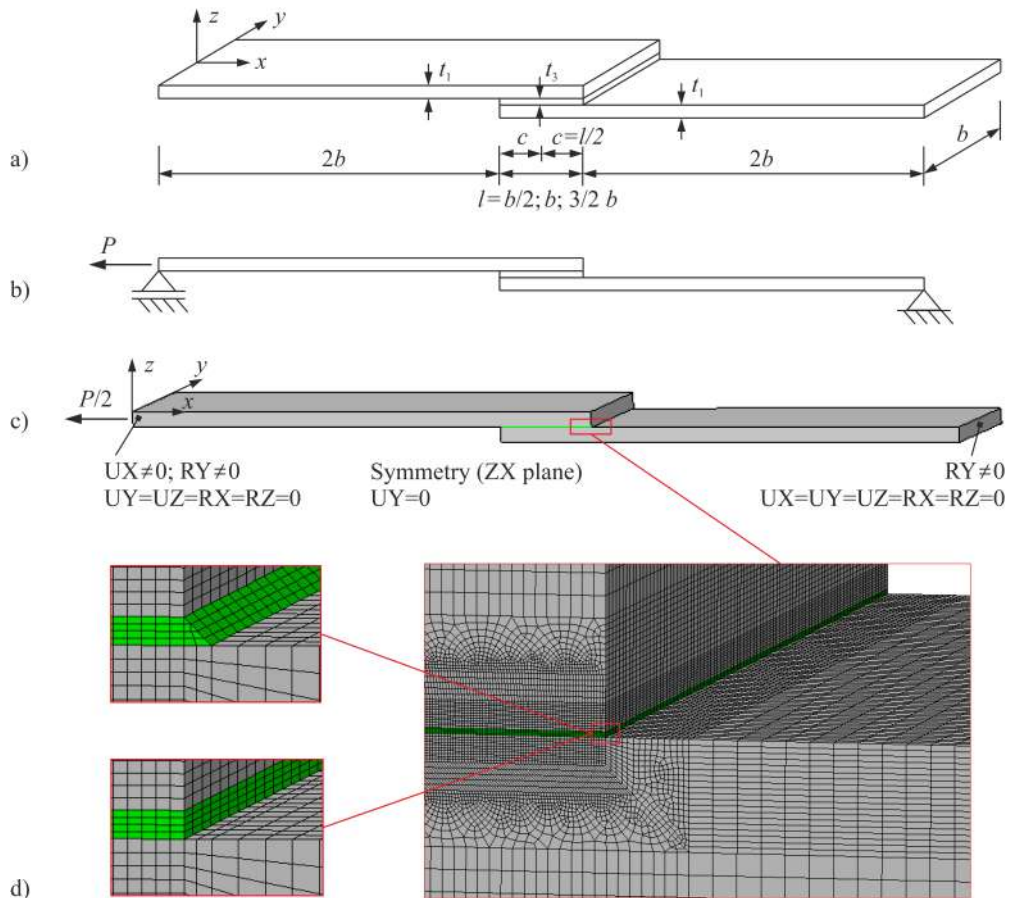 z
y
x
t₁
t₃
t₁
c
c=l/2
b
a)
2b
2b
l=b/2; b; 3/2 b
P
b)
z
y
P/2
x
c)
UX≠0; RY≠0
UY=UZ=RX=RZ=0
Symmetry (ZX plane)
UY=0
RY≠0
UX=UY=UZ=RX=RZ=0
d)